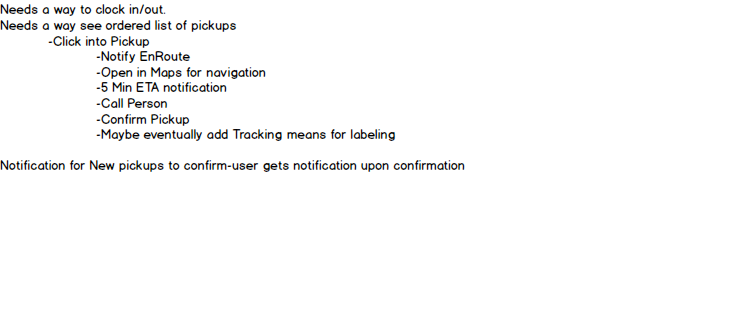 Needs a way to clock in/out.
Needs a way see ordered list of pickups
-Click into Pickup
-Notify EnRoute
-Open in Maps for navigation
-5 Min ETA notification
-Call Person
-Confirm Pickup
-Maybe eventually add Tracking means for labeling
Notification for New pickups to confirm-user gets notification upon confirmation